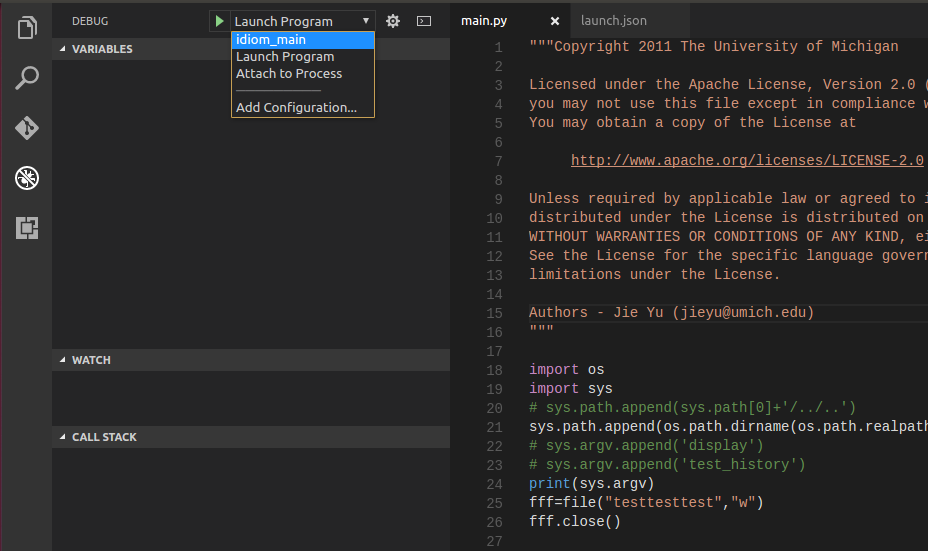 DEBUG
Launch Program
idiom_main
Launch Program
Attach to Process
Add Configuration...
VARIABLES
WATCH
CALL STACK
main.py
launch.json
1 """Copyright 2011 The University of Michigan
2
3 Licensed under the Apache License, Version 2.0 (
4 you may not use this file except in compliance w
5 You may obtain a copy of the License at
6
7 http://www.apache.org/licenses/LICENSE-2.0
8
9 Unless required by applicable law or agreed to i
10 distributed under the License is distributed on
11 WITHOUT WARRANTIES OR CONDITIONS OF ANY KIND, ei
12 See the License for the specific language govern
13 limitations under the License.
14
15 Authors - Jie Yu (jieyu@umich.edu)
16 """
17
18 import os
19 import sys
20 # sys.path.append(sys.path[0]+'/../..')
21 sys.path.append(os.path.dirname(os.path.realpath
22 # sys.argv.append('display')
23 # sys.argv.append('test_history')
24 print(sys.argv)
25 fff=file("testtesttest","w")
26 fff.close()
27